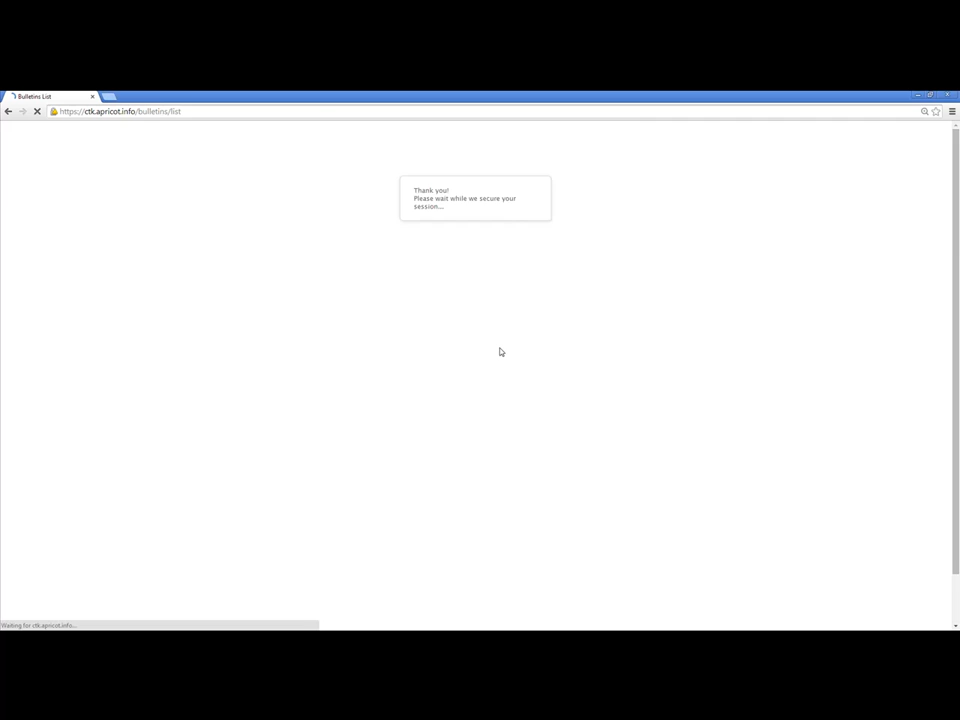 Bulletins List
https://ctk.apricot.info/bulletins/list
Thank you!
Please wait while we secure your
session...
Waiting for ctk.apricot.info...